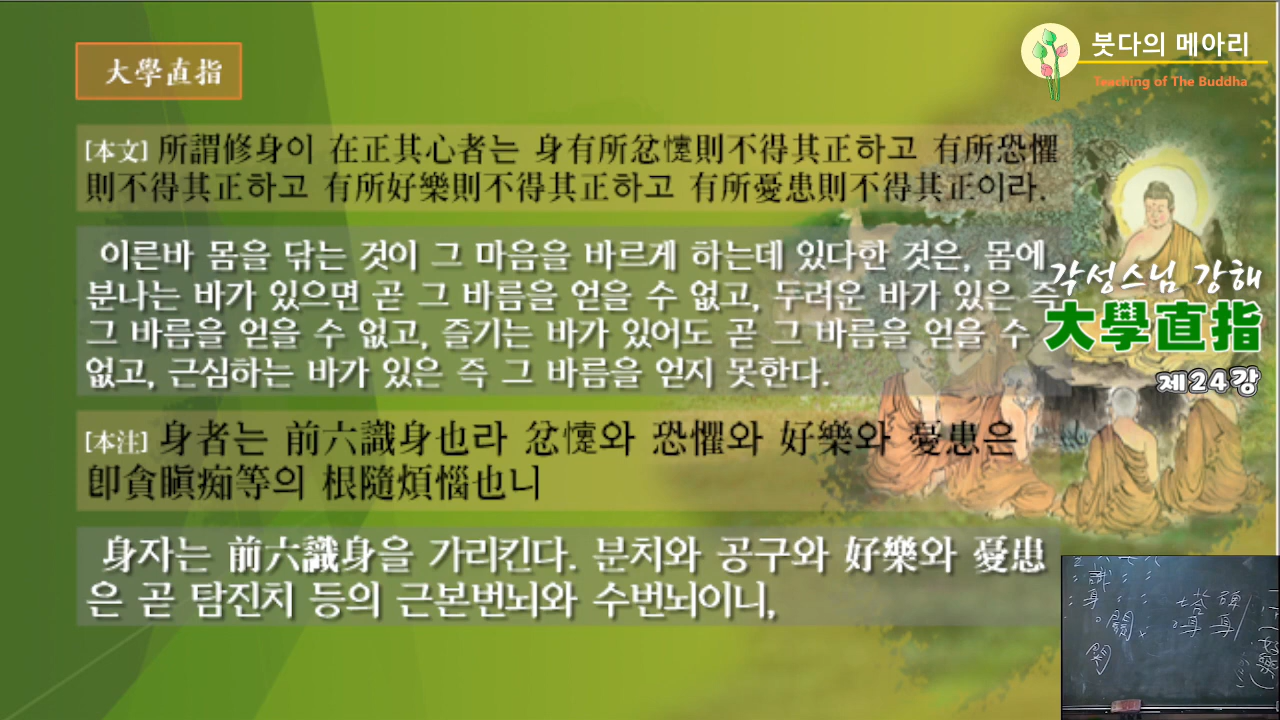 大學直指
붓다의 메아리
Teaching of The Buddha
[本文] 所謂修身이 在正其心者는 身有所忿懥則不得其正하고 有所恐懼
則不得其正하고 有所好樂則不得其正하고 有所憂患則不得其正이라.
이른바 몸을 닦는 것이 그 마음을 바르게 하는데 있다한 것은, 몸에
분나는 바가 있으면 곧 그 바름을 얻을 수 없고, 두려운 바가 있은 즉
그 바름을 얻을 수 없고, 즐기는 바가 있어도 곧 그 바름을 얻을 수
없고, 근심하는 바가 있은 즉 그 바름을 얻지 못한다.
[本注] 身者는 前六識身也라 忿懥와 恐懼와 好樂와 憂患은
卽貪瞋痴等의 根隨煩惱也니
身자는 前六識身을 가리킨다. 분치와 공구와 好樂와 憂患
은 곧 탐진치 등의 근본번뇌와 수번뇌이니,
각성스님 강해
大學直指
제24강
識
身